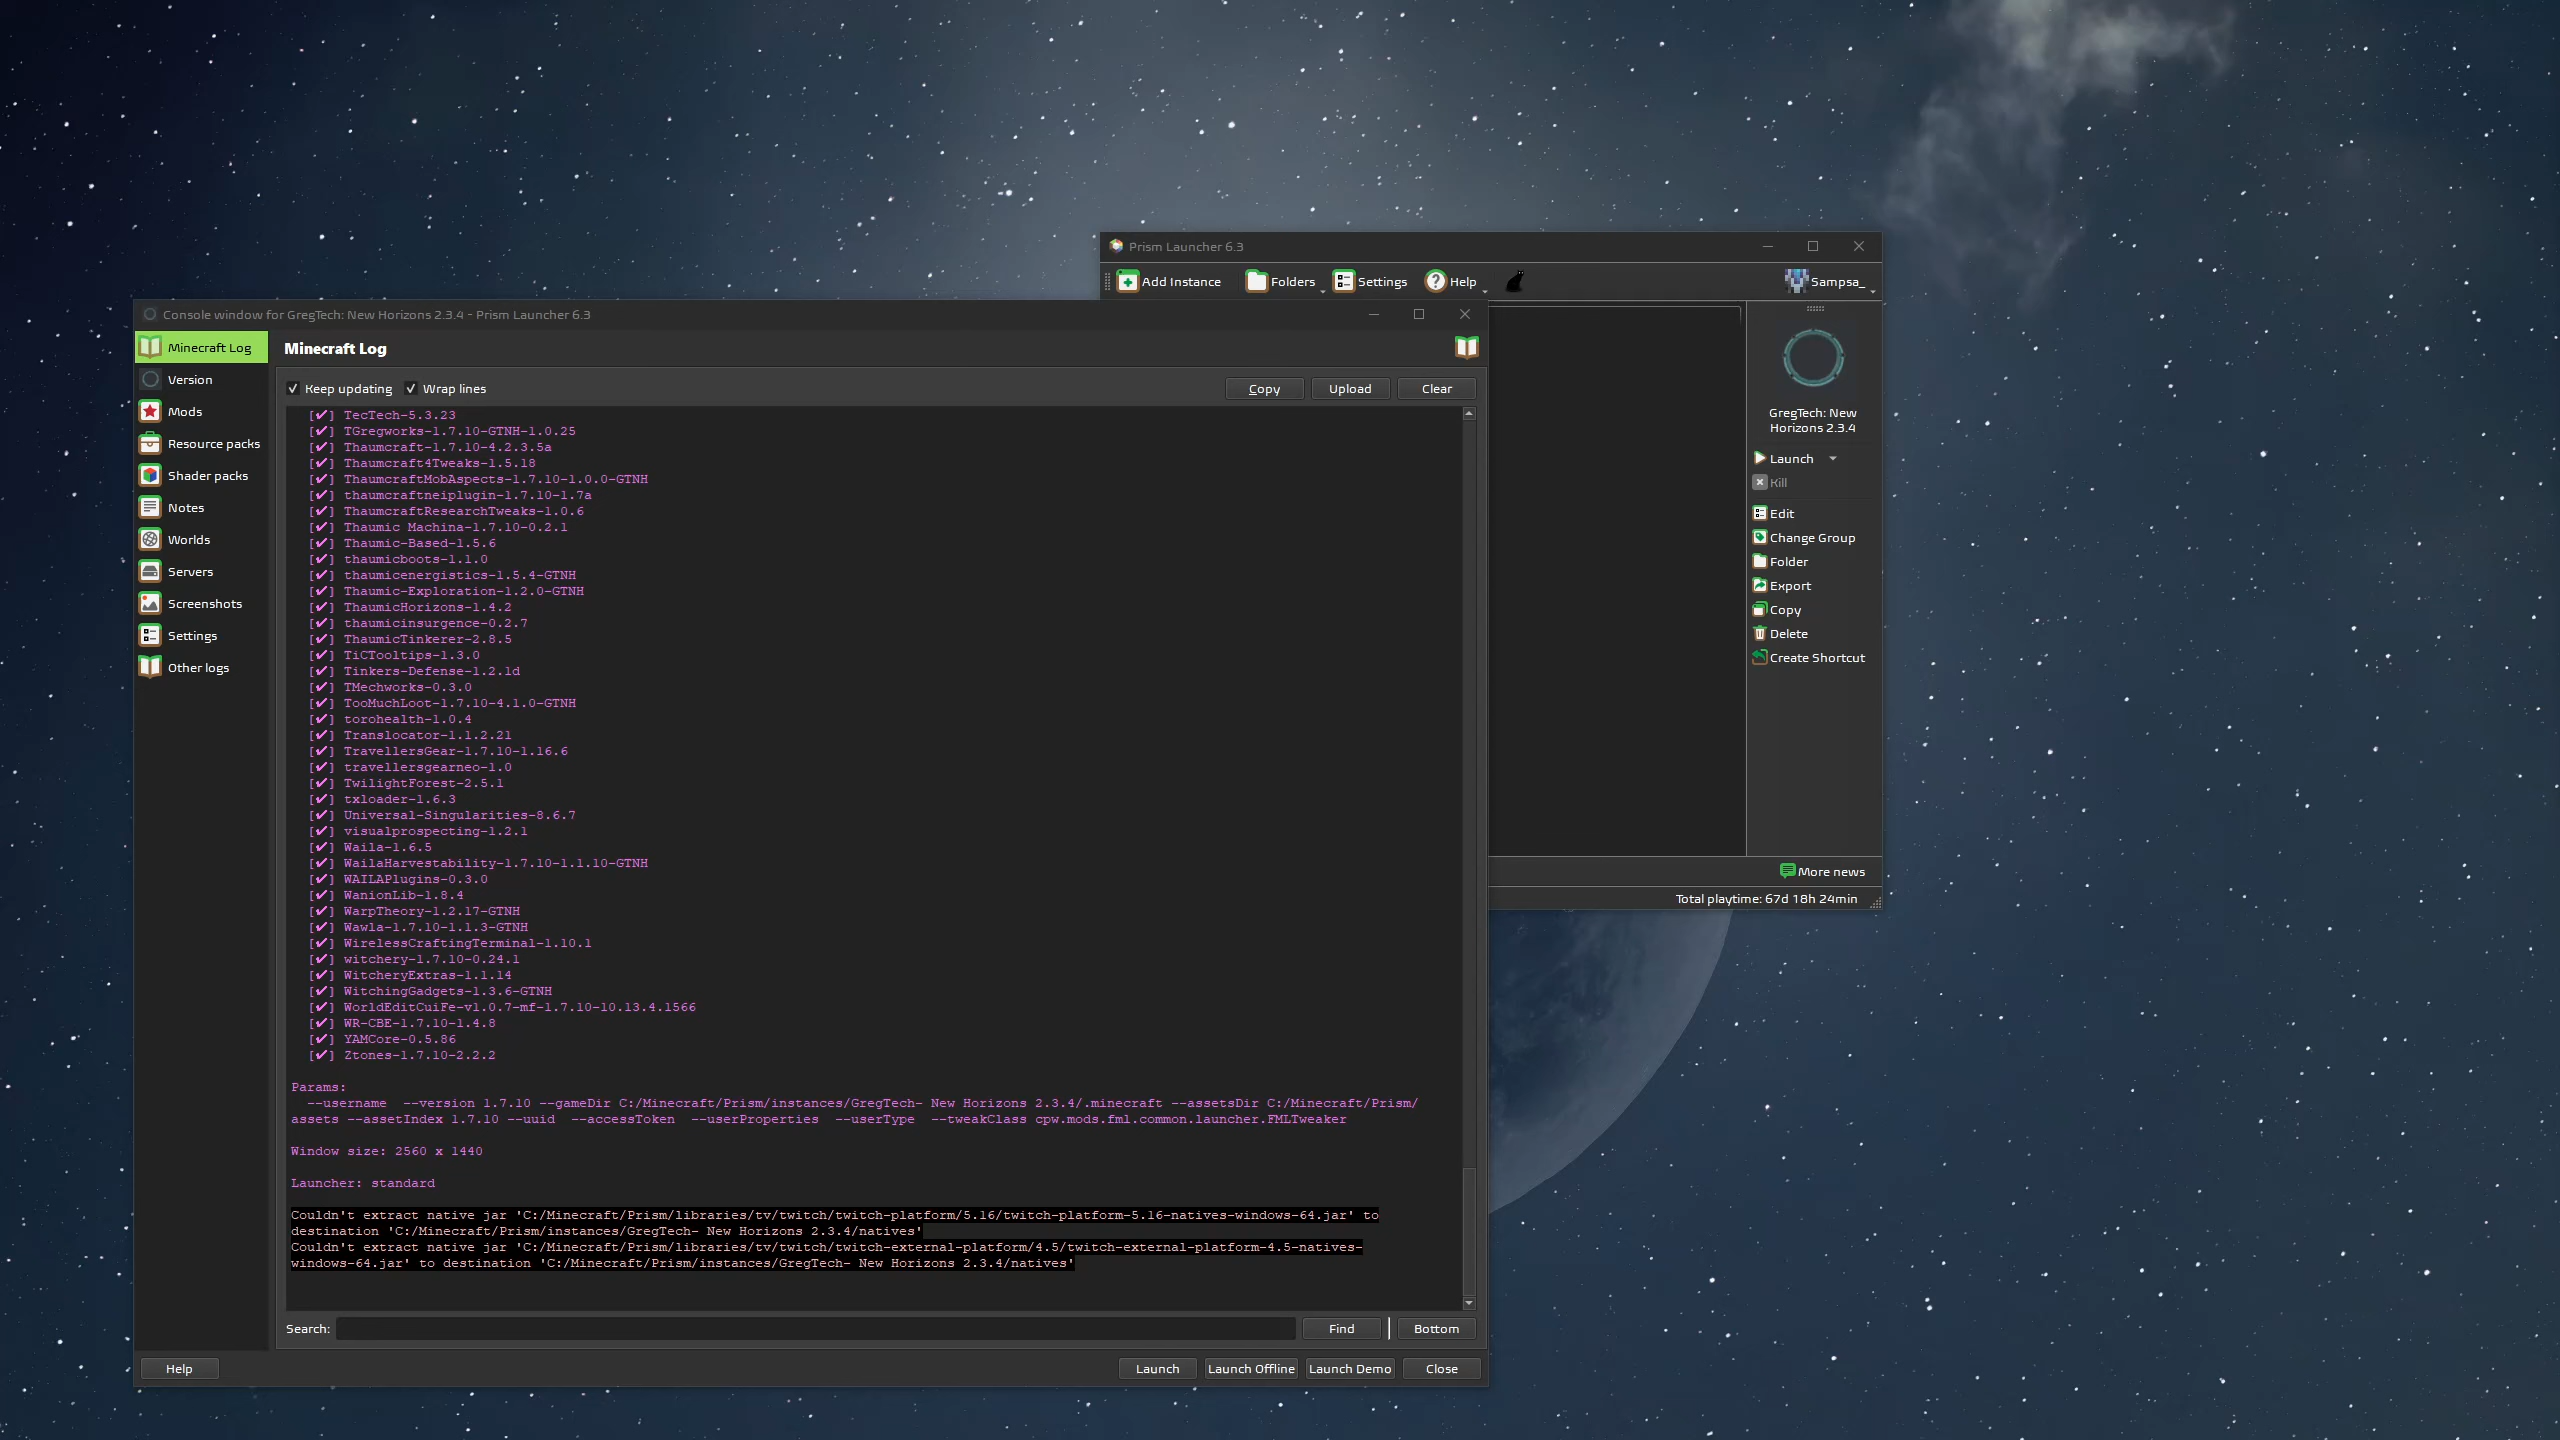 Prism Launcher 6.3
Add Instance Folders Settings Help Sampsa_
Console window for GregTech: New Horizons 2.3.4 - Prism Launcher 6.3
Minecraft Log
Version
Mods
Resource packs
Shader packs
Notes
Worlds
Servers
Screenshots
Settings
Other logs
Minecraft Log
Keep updating Wrap lines Copy Upload Clear
[✔] TecTech-5.3.23
[✔] TGregworks-1.7.10-GTNH-1.0.25
[✔] Thaumcraft-1.7.10-4.2.3.5a
[✔] Thaumcraft4Tweaks-1.5.18
[✔] ThaumcraftMobAspects-1.7.10-1.0.0-GTNH
[✔] thaumcraftneiplugin-1.7.10-1.7a
[✔] ThaumcraftResearchTweaks-1.0.6
[✔] Thaumic Machina-1.7.10-0.2.1
[✔] Thaumic-Based-1.5.6
[✔] thaumicboots-1.1.0
[✔] thaumicenergistics-1.5.4-GTNH
[✔] Thaumic-Exploration-1.2.0-GTNH
[✔] ThaumicHorizons-1.4.2
[✔] thaumicinsurgence-0.2.7
[✔] ThaumicTinkerer-2.8.5
[✔] TiCTooltips-1.3.0
[✔] Tinkers-Defense-1.2.1d
[✔] TMechworks-0.3.0
[✔] TooMuchLoot-1.7.10-4.1.0-GTNH
[✔] torohealth-1.0.4
[✔] Translocator-1.1.2.21
[✔] TravellersGear-1.7.10-1.16.6
[✔] travellersgearneo-1.0
[✔] TwilightForest-2.5.1
[✔] txloader-1.6.3
[✔] Universal-Singularities-8.6.7
[✔] visualprospecting-1.2.1
[✔] Waila-1.6.5
[✔] WailaHarvestability-1.7.10-1.1.10-GTNH
[✔] WAILAPlugins-0.3.0
[✔] WanionLib-1.8.4
[✔] WarpTheory-1.2.17-GTNH
[✔] Wawla-1.7.10-1.1.3-GTNH
[✔] WirelessCraftingTerminal-1.10.1
[✔] witchery-1.7.10-0.24.1
[✔] WitcheryExtras-1.1.14
[✔] WitchingGadgets-1.3.6-GTNH
[✔] WorldEditCuiFe-v1.0.7-mf-1.7.10-10.13.4.1566
[✔] WR-CBE-1.7.10-1.4.8
[✔] YAMCore-0.5.86
[✔] Ztones-1.7.10-2.2.2
Params:
--username --version 1.7.10 --gameDir C:/Minecraft/Prism/instances/GregTech- New Horizons 2.3.4/.minecraft --assetsDir C:/Minecraft/Prism/
assets --assetIndex 1.7.10 --uuid --accessToken --userProperties --userType --tweakClass cpw.mods.fml.common.launcher.FMLTweaker
Window size: 2560 x 1440
Launcher: standard
Couldn't extract native jar 'C:/Minecraft/Prism/libraries/tv/twitch/twitch-platform/5.16/twitch-platform-5.16-natives-windows-64.jar' to
destination 'C:/Minecraft/Prism/instances/GregTech- New Horizons 2.3.4/natives'
Couldn't extract native jar 'C:/Minecraft/Prism/libraries/tv/twitch/twitch-external-platform/4.5/twitch-external-platform-4.5-natives-
windows-64.jar' to destination 'C:/Minecraft/Prism/instances/GregTech- New Horizons 2.3.4/natives'
Search: Find Bottom
Help Launch Launch Offline Launch Demo Close
GregTech: New
Horizons 2.3.4
Launch
Kill
Edit
Change Group
Folder
Export
Copy
Delete
Create Shortcut
More news
Total playtime: 67d 18h 24min